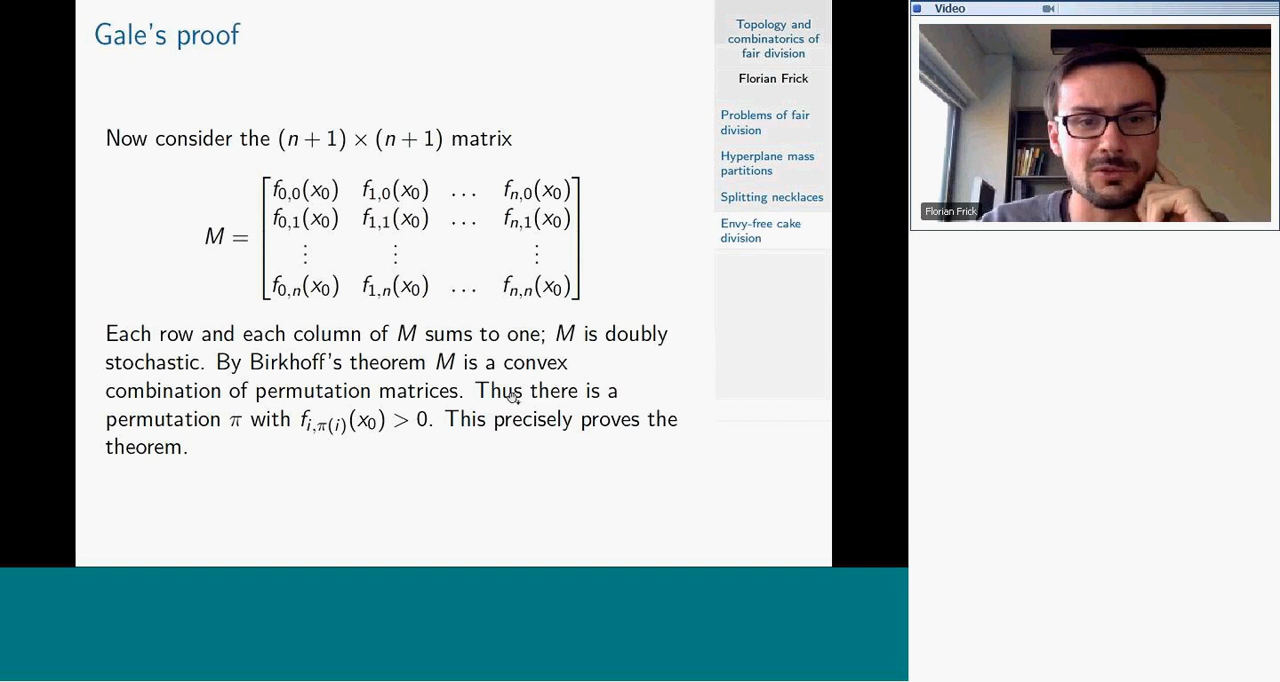 Gale's proof
Now consider the (n + 1) × (n + 1) matrix
M = [f₀,₀(x₀) f₁,₀(x₀) … fₙ,₀(x₀)
f₀,₁(x₀) f₁,₁(x₀) … fₙ,₁(x₀)
⋮ ⋮ ⋮
f₀,ₙ(x₀) f₁,ₙ(x₀) … fₙ,ₙ(x₀)]
Each row and each column of M sums to one; M is doubly
stochastic. By Birkhoff's theorem M is a convex
combination of permutation matrices. Thus there is a
permutation π with f_{i,π(i)}(x₀) > 0. This precisely proves the
theorem.
Topology and
combinatorics of
fair division
Florian Frick
Problems of fair
division
Hyperplane mass
partitions
Splitting necklaces
Envy-free cake
division
Video
Florian Frick